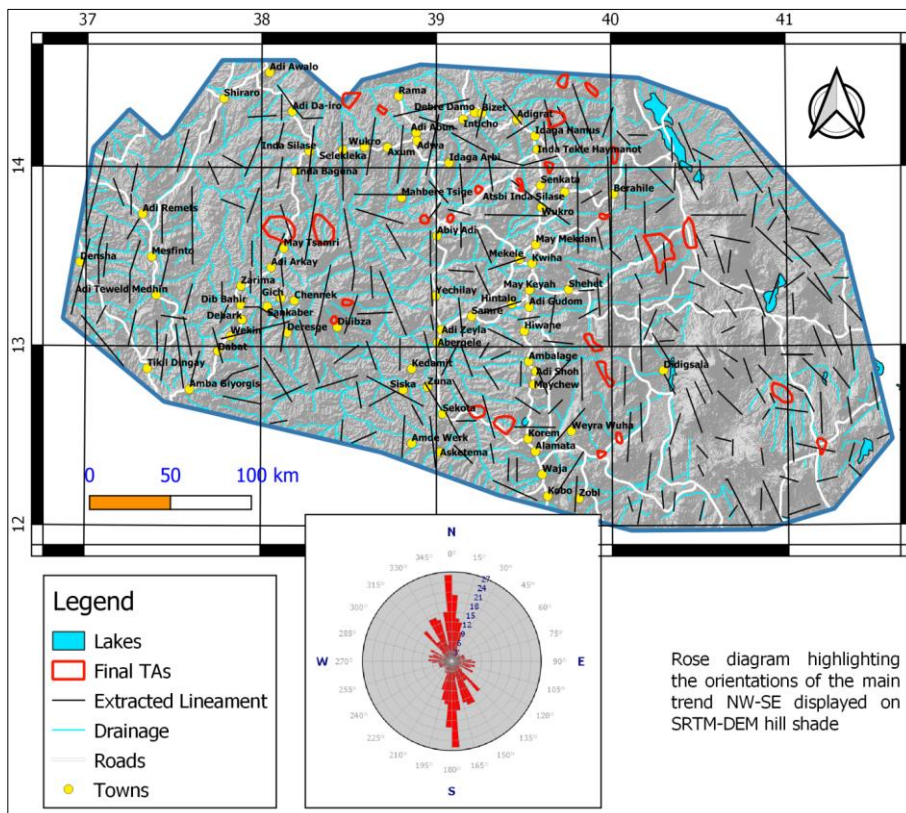 37 38 39 40 41
Adi Awalo
Shiraro
Rama
Adi Da-iro
Debre Damo
Bizet
Inticho
Adigrat
Adi Abun
Idaga Hamus
Wukro
Adwa
Inda Silase
Selekleka
Axum
Inda Tekle Haymanot
14
Idaga Arbi
Inda Baguna
Senkata
Mahbere Tsige
Berahile
Atsbi Inda Silase
Adi Remels
Wukro
Abiy Adi
May Tsamri
May Mekdan
Mesfinto
Mekele
Kwiha
Densha
Adi Arkay
Zarima
Adi Teweld Medhin
Gich
Chennek
Yechilay
May Keyah
Shehet
Dib Bahir
Hintalo
Adi Gudom
Sankaber
Samre
Debark
Deresge
Dilibza
Adi Zeyla
Hiwane
Wekin
13
Dabat
Abergele
Tikil Dingay
Kedamit
Ambalage
Didigsala
Adi Shoh
Amba Giyorgis
Siska
Zuna
Maychew
Sekota
Weyra Wuha
Korem
Amde Werk
Asketema
Alamata
Waja
0 50 100 km
Kobo
Zobl
12
N
0°
345° 15°
330° 30°
315° 45°
300° 60°
285° 75°
W 270° 90° E
255° 105°
240° 120°
225° 135°
210° 150°
195° 165°
180°
S
27
24
21
18
15
12
9
6
Legend
Lakes
Final TAs
Extracted Lineament
Drainage
Roads
Towns
Rose diagram highlighting
the orientations of the main
trend NW-SE displayed on
SRTM-DEM hill shade